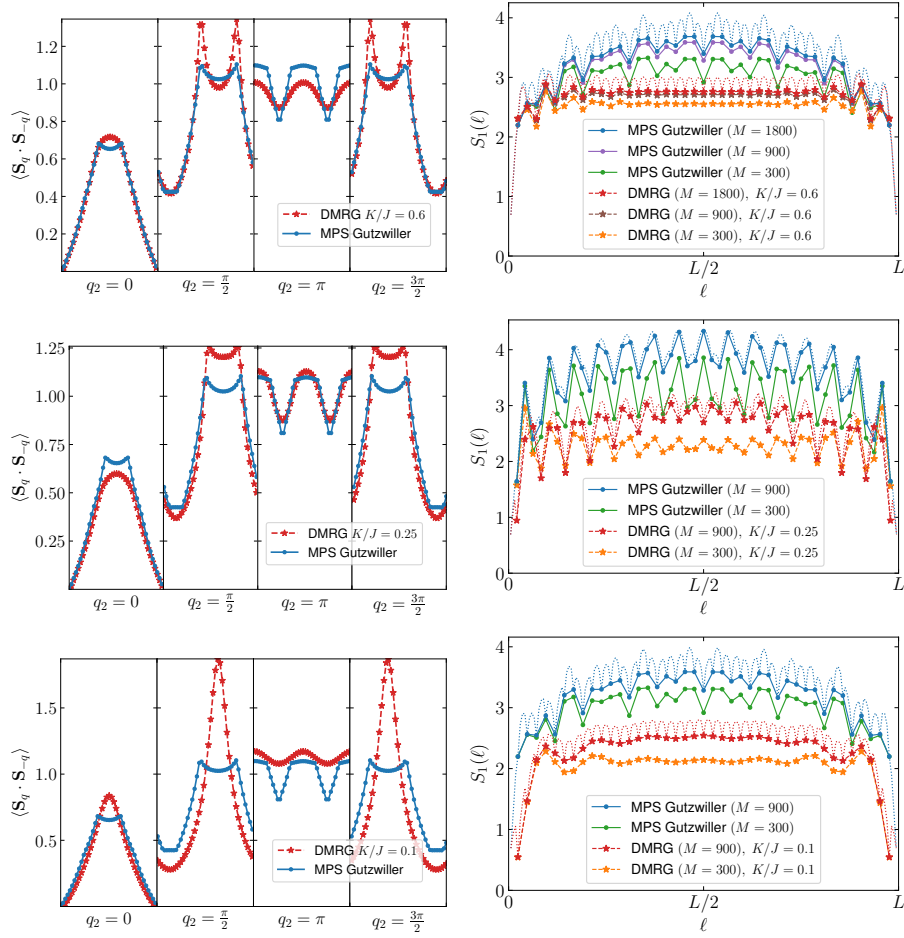 ⟨S_q · S_−q⟩
1.2
1.0
0.8
0.6
0.4
0.2
DMRG K/J = 0.6
MPS Gutzwiller
q₂ = 0
q₂ = π/2
q₂ = π
q₂ = 3π/2
S₁(ℓ)
4
3
2
1
0
MPS Gutzwiller (M = 1800)
MPS Gutzwiller (M = 900)
MPS Gutzwiller (M = 300)
DMRG (M = 1800), K/J = 0.6
DMRG (M = 900), K/J = 0.6
DMRG (M = 300), K/J = 0.6
0
L/2
L
ℓ
⟨S_q · S_−q⟩
1.25
1.00
0.75
0.50
0.25
DMRG K/J = 0.25
MPS Gutzwiller
q₂ = 0
q₂ = π/2
q₂ = π
q₂ = 3π/2
S₁(ℓ)
4
3
2
1
0
MPS Gutzwiller (M = 900)
MPS Gutzwiller (M = 300)
DMRG (M = 900), K/J = 0.25
DMRG (M = 300), K/J = 0.25
0
L/2
L
ℓ
⟨S_q · S_−q⟩
1.5
1.0
0.5
DMRG K/J = 0.1
MPS Gutzwiller
q₂ = 0
q₂ = π/2
q₂ = π
q₂ = 3π/2
S₁(ℓ)
4
3
2
1
0
MPS Gutzwiller (M = 900)
MPS Gutzwiller (M = 300)
DMRG (M = 900), K/J = 0.1
DMRG (M = 300), K/J = 0.1
0
L/2
L
ℓ